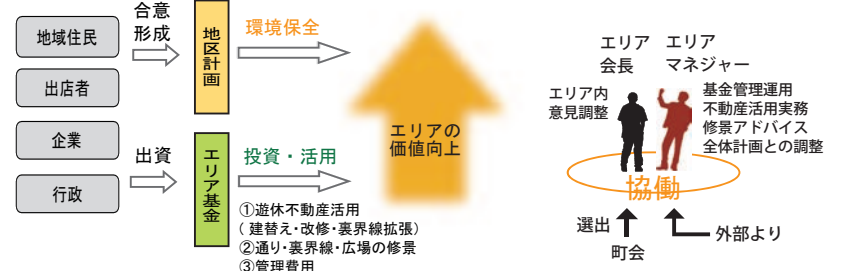 地域住民
出店者
企業
行政
合意
形成
出資
地区計画
エリア基金
環境保全
投資・活用
①遊休不動産活用
( 建替え・改修・裏界線拡張）
②通り・裏界線・広場の修景
③管理費用
エリアの
価値向上
エリア
会長
エリア
マネジャー
エリア内
意見調整
基金管理運用
不動産活用実務
修景アドバイス
全体計画との調整
協働
選出
町会
外部より